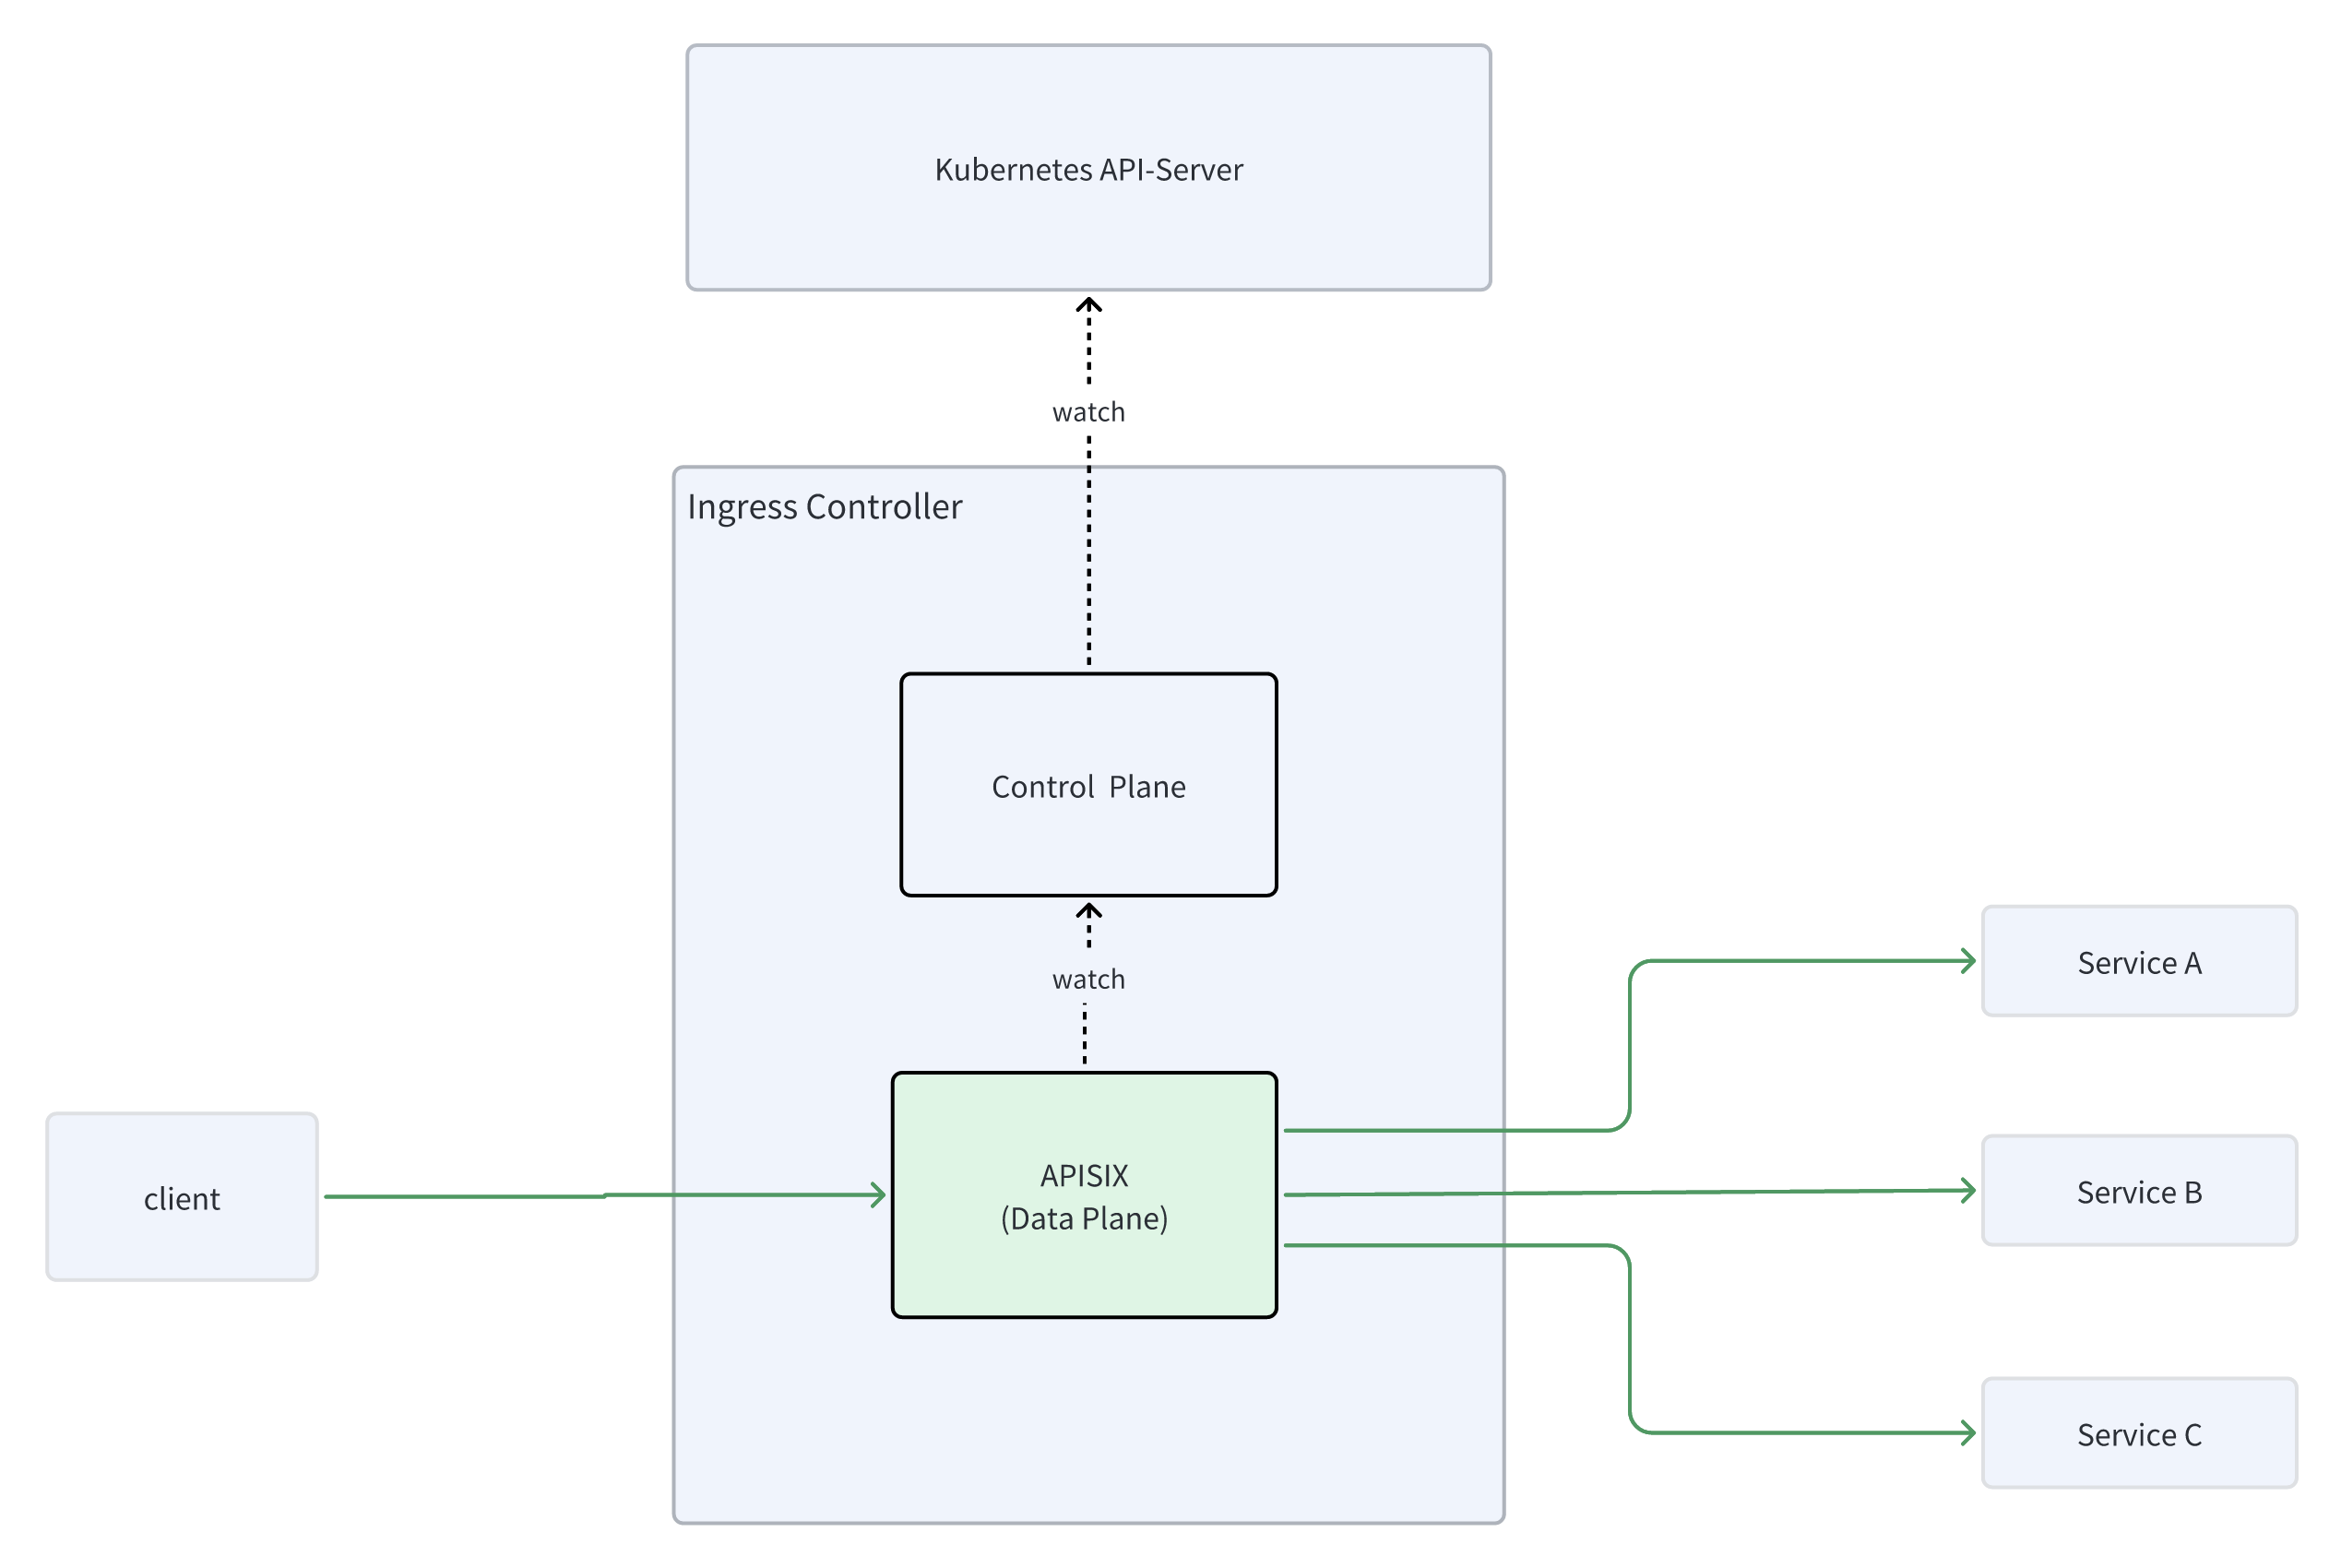 Kubernetes API-Server
watch
Ingress Controller
Control Plane
watch
APISIX
(Data Plane)
client
Service A
Service B
Service C